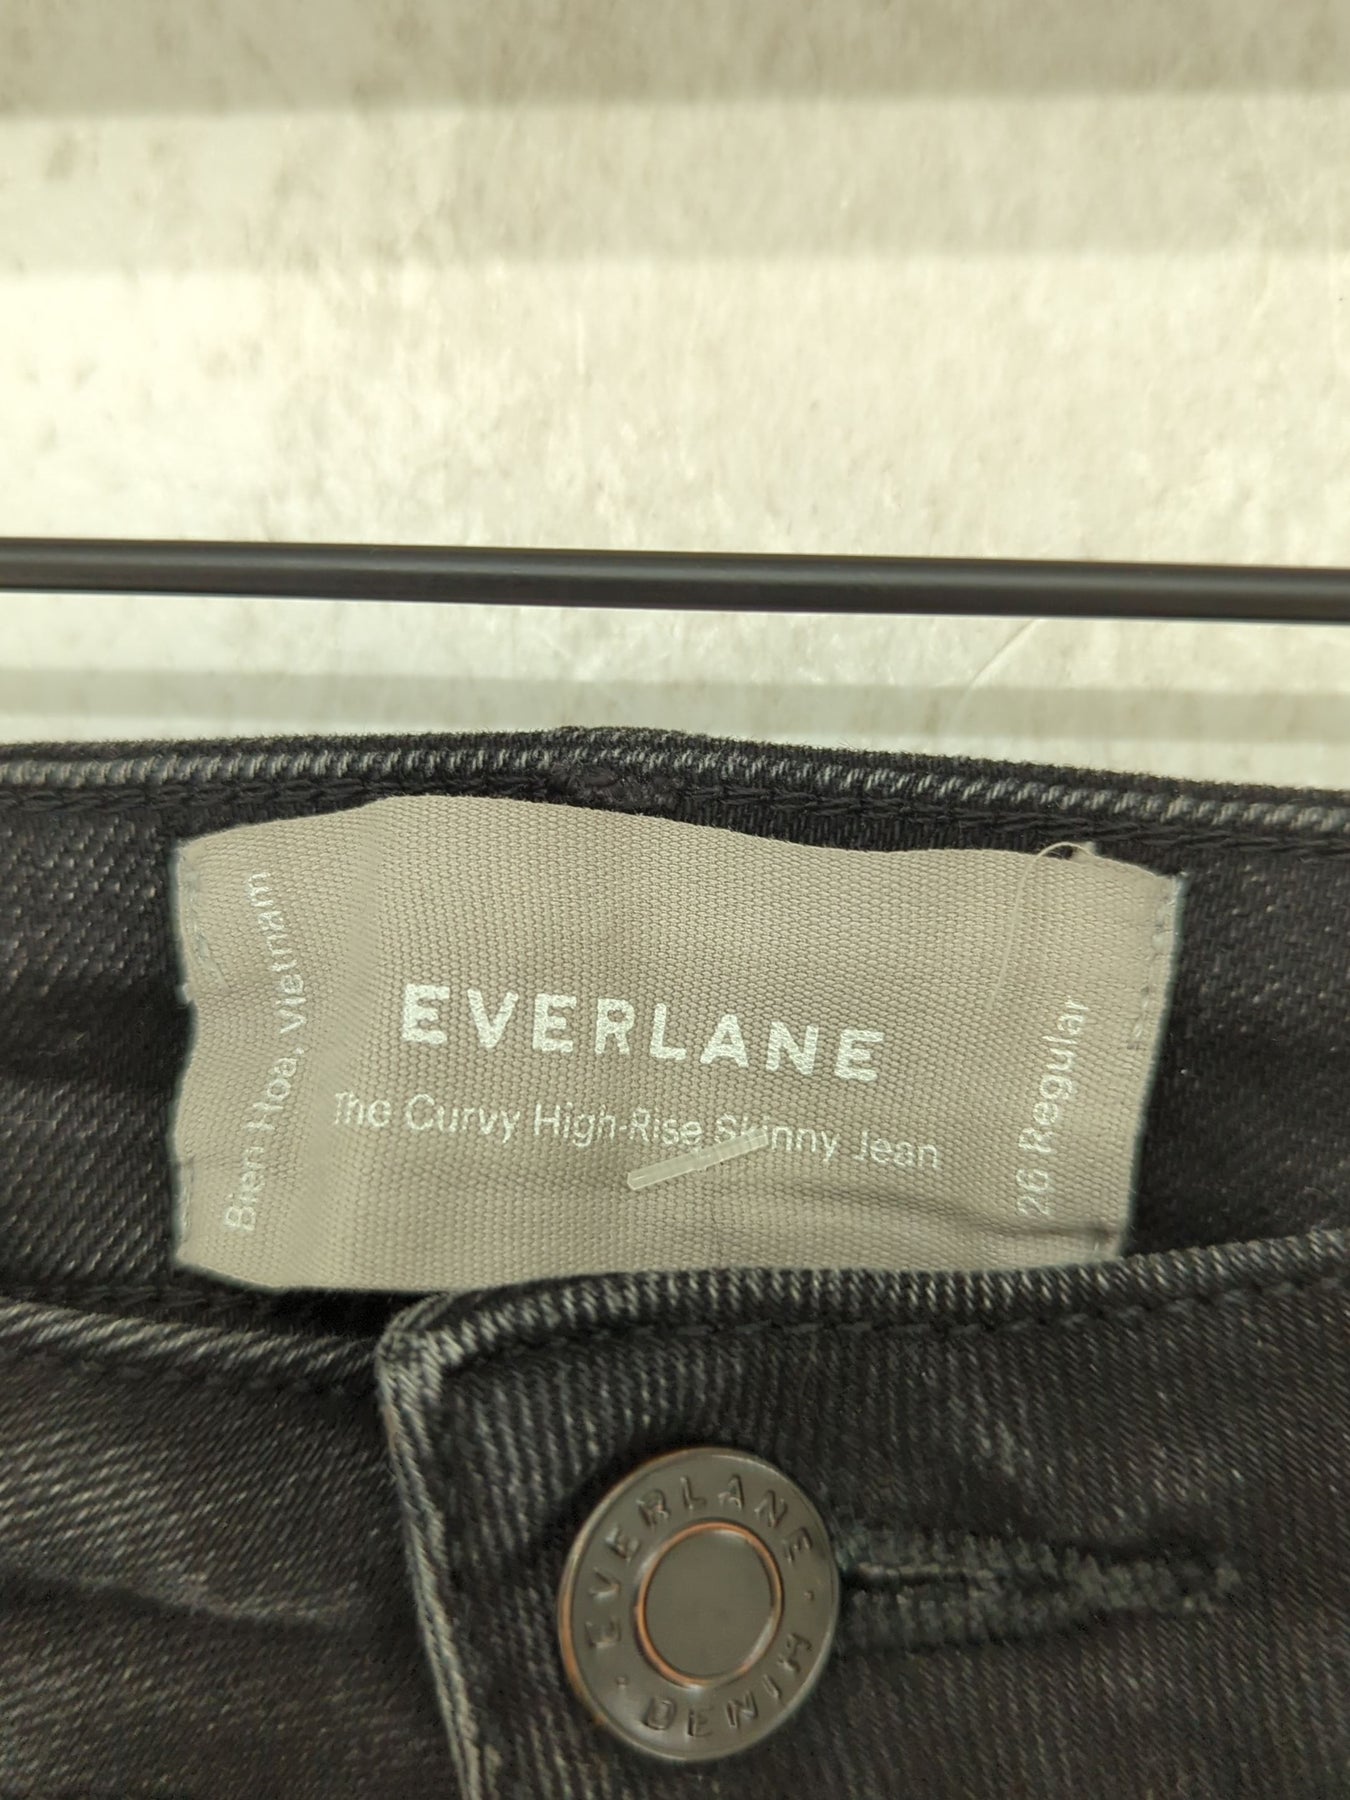 Bien Hoa, Vietnam
EVERLANE
The Curvy High-Rise Skinny Jean
26 Regular
EVERLANE
· DENIM ·